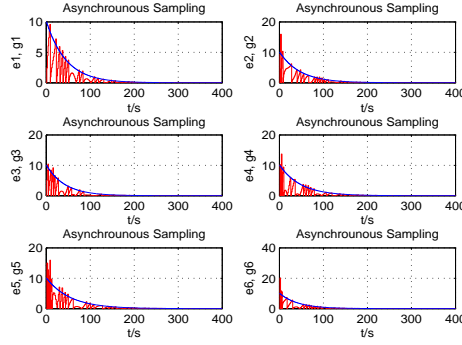 Asynchrounous Sampling
Asynchrounous Sampling
10
5
0
e1, g1
0 100 200 300 400
t/s
20
10
0
e2, g2
0 100 200 300 400
t/s
Asynchrounous Sampling
Asynchrounous Sampling
20
10
0
e3, g3
0 100 200 300 400
t/s
20
10
0
e4, g4
0 100 200 300 400
t/s
Asynchrounous Sampling
Asynchrounous Sampling
20
10
0
e5, g5
0 100 200 300 400
t/s
40
20
0
e6, g6
0 100 200 300 400
t/s